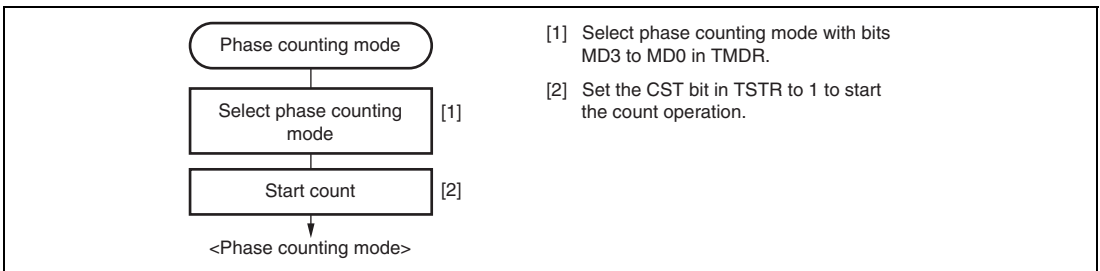 Phase counting mode
Select phase counting
mode
[1]
Start count
[2]
<Phase counting mode>
[1] Select phase counting mode with bits
MD3 to MD0 in TMDR.
[2] Set the CST bit in TSTR to 1 to start
the count operation.